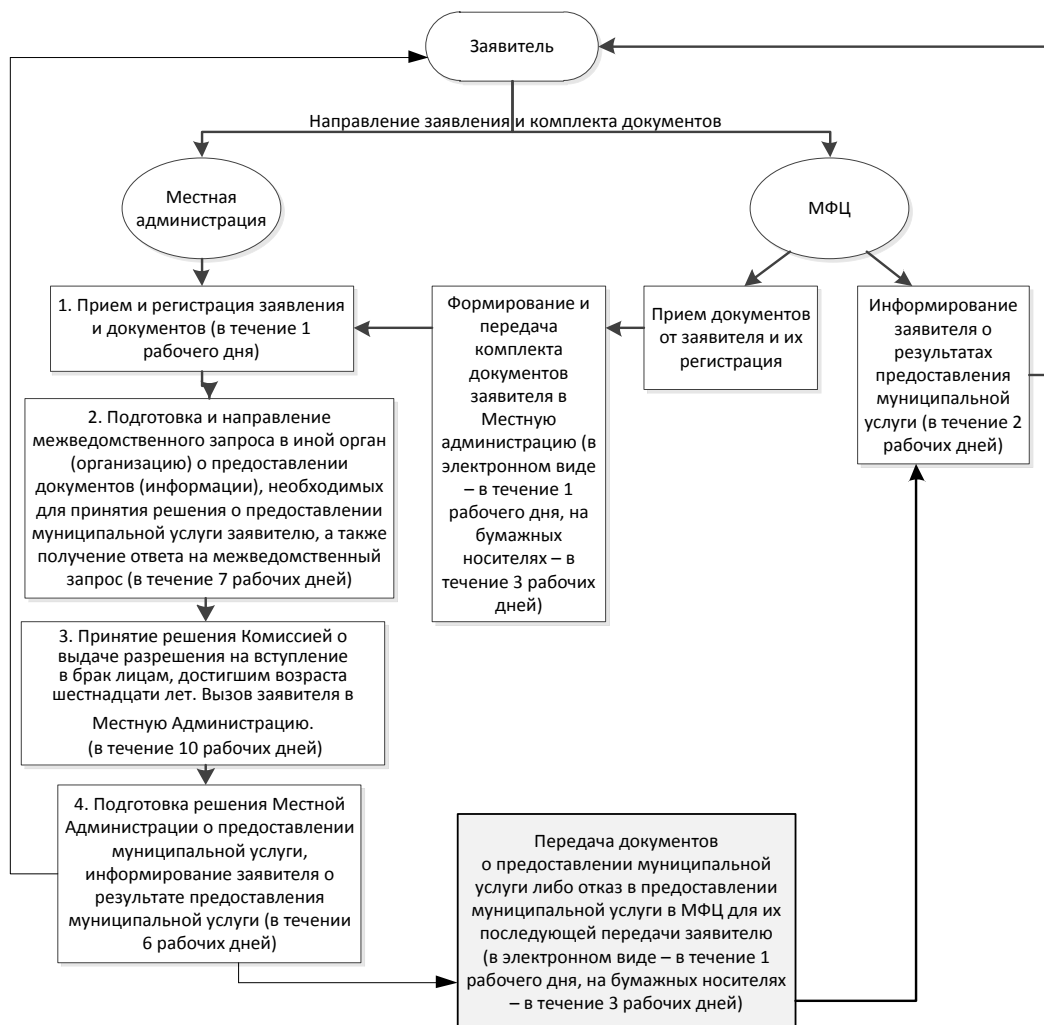 Заявитель
Направление заявления и комплекта документов
Местная
администрация
МФЦ
1. Прием и регистрация заявления
и документов (в течение 1
рабочего дня)
Формирование и
передача
комплекта
документов
заявителя в
Местную
администрацию (в
электронном виде
– в течение 1
рабочего дня, на
бумажных
носителях – в
течение 3 рабочих
дней)
Прием документов
от заявителя и их
регистрация
Информирование
заявителя о
результатах
предоставления
муниципальной
услуги (в течение 2
рабочих дней)
2. Подготовка и направление
межведомственного запроса в иной орган
(организацию) о предоставлении
документов (информации), необходимых
для принятия решения о предоставлении
муниципальной услуги заявителю, а также
получение ответа на межведомственный
запрос (в течение 7 рабочих дней)
3. Принятие решения Комиссией о
выдаче разрешения на вступление
в брак лицам, достигшим возраста
шестнадцати лет. Вызов заявителя в
Местную Администрацию.
(в течение 10 рабочих дней)
4. Подготовка решения Местной
Администрации о предоставлении
муниципальной услуги,
информирование заявителя о
результате предоставления
муниципальной услуги (в течении
6 рабочих дней)
Передача документов
о предоставлении муниципальной
услуги либо отказ в предоставлении
муниципальной услуги в МФЦ для их
последующей передачи заявителю
(в электронном виде – в течение 1
рабочего дня, на бумажных носителях
– в течение 3 рабочих дней)